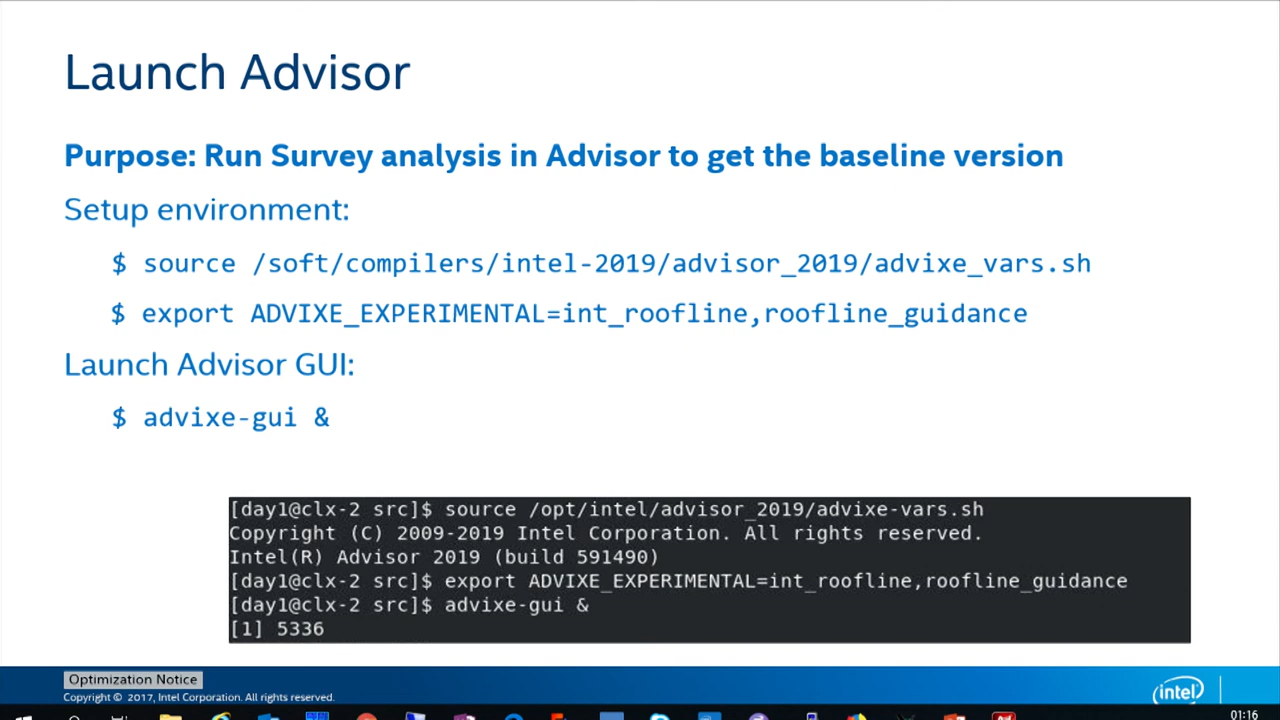 Launch Advisor
Purpose: Run Survey analysis in Advisor to get the baseline version
Setup environment:
$ source /soft/compilers/intel-2019/advisor_2019/advixe_vars.sh
$ export ADVIXE_EXPERIMENTAL=int_roofline,roofline_guidance
Launch Advisor GUI:
$ advixe-gui &
[day1@clx-2 src]$ source /opt/intel/advisor_2019/advixe-vars.sh
Copyright (C) 2009-2019 Intel Corporation. All rights reserved.
Intel(R) Advisor 2019 (build 591490)
[day1@clx-2 src]$ export ADVIXE_EXPERIMENTAL=int_roofline,roofline_guidance
[day1@clx-2 src]$ advixe-gui &
[1] 5336
Optimization Notice
Copyright © 2017, Intel Corporation. All rights reserved.
intel
01:16